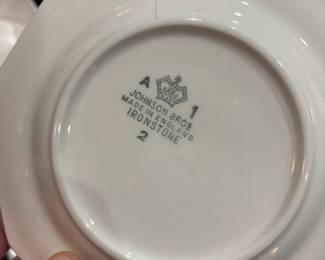 A 1
JOHNSON BROS
MADE IN ENGLAND
IRONSTONE
2